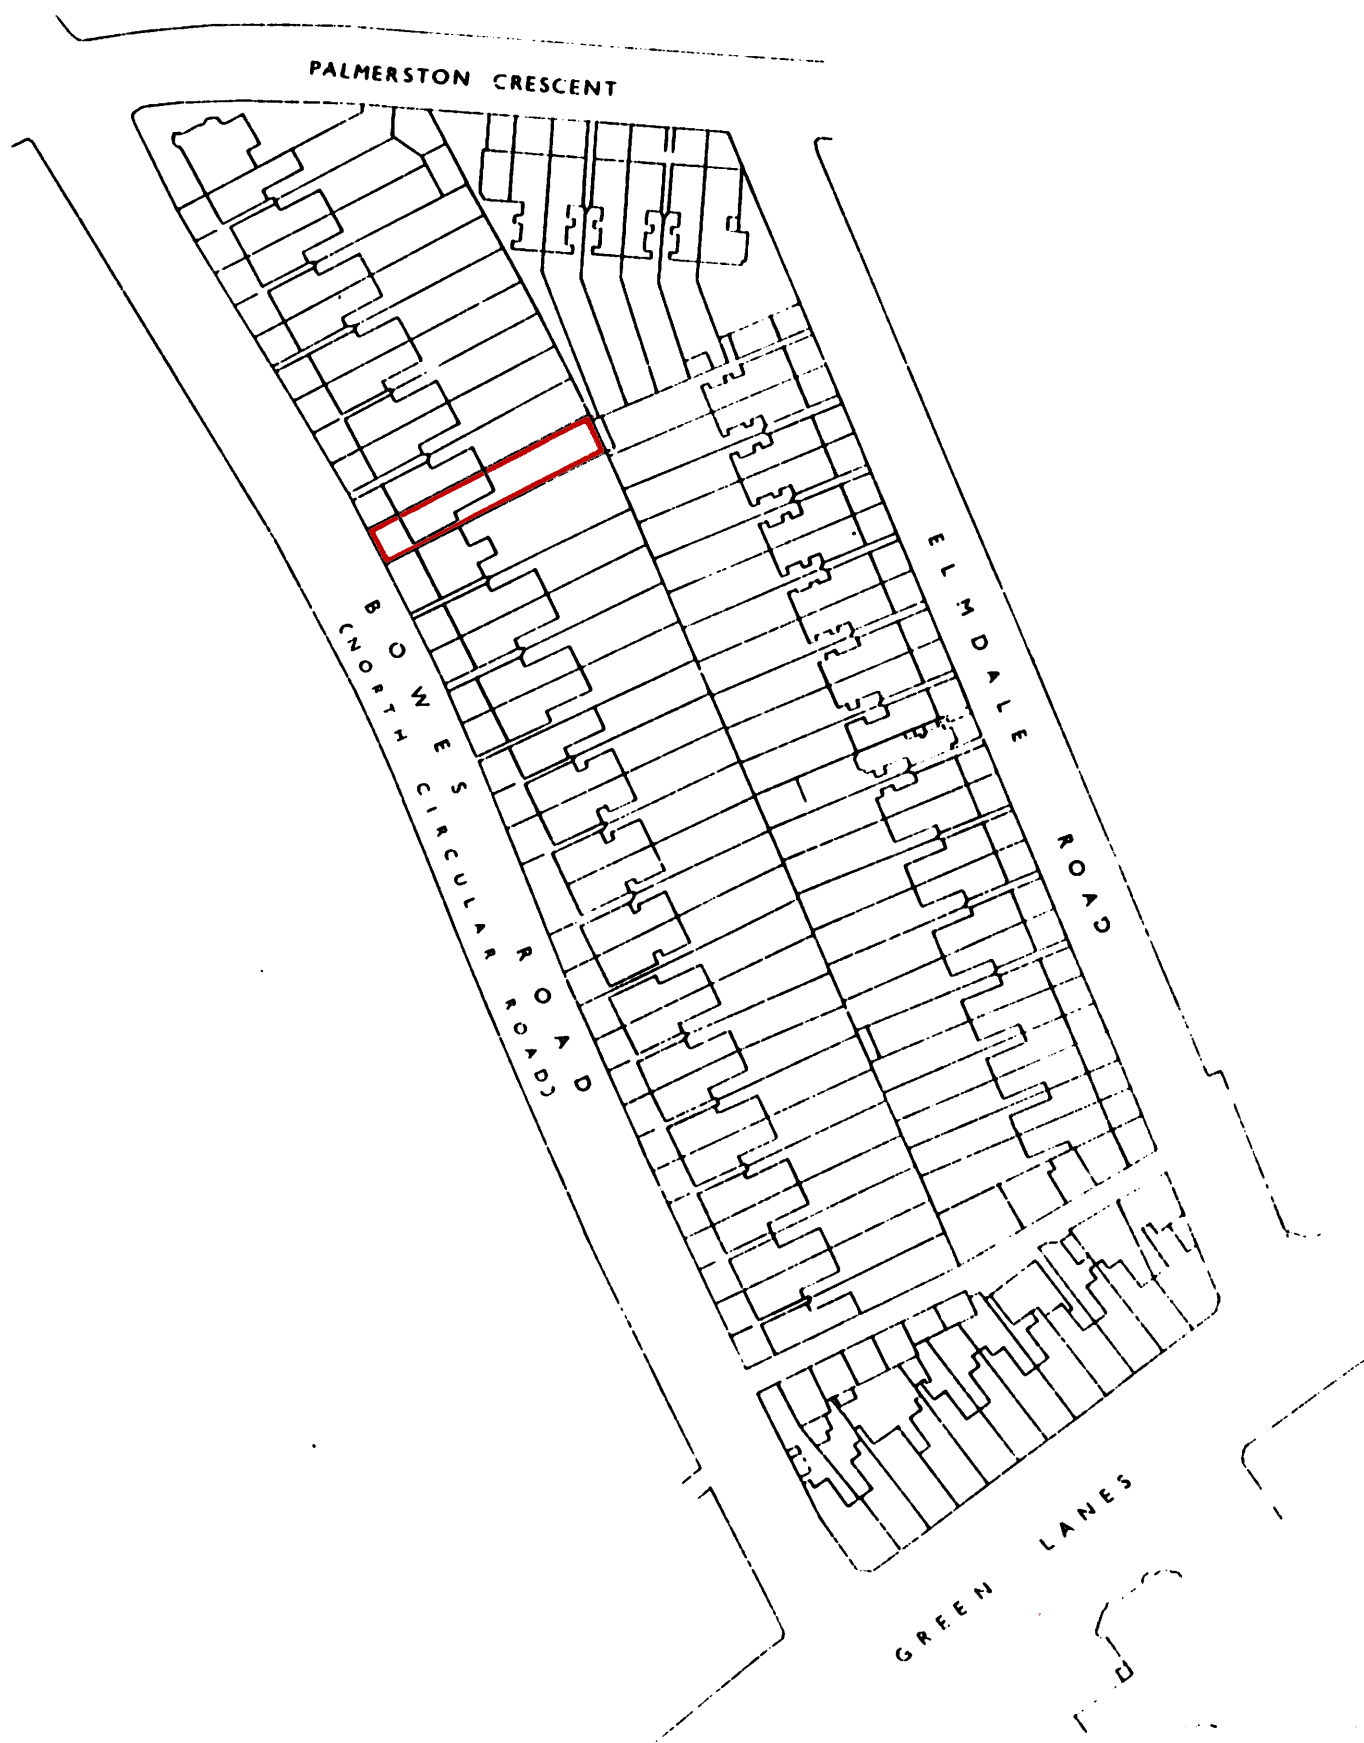 PALMERSTON CRESCENT
BOWES ROAD
(NORTH CIRCULAR ROAD)
ELMDALE ROAD
GREEN LANES